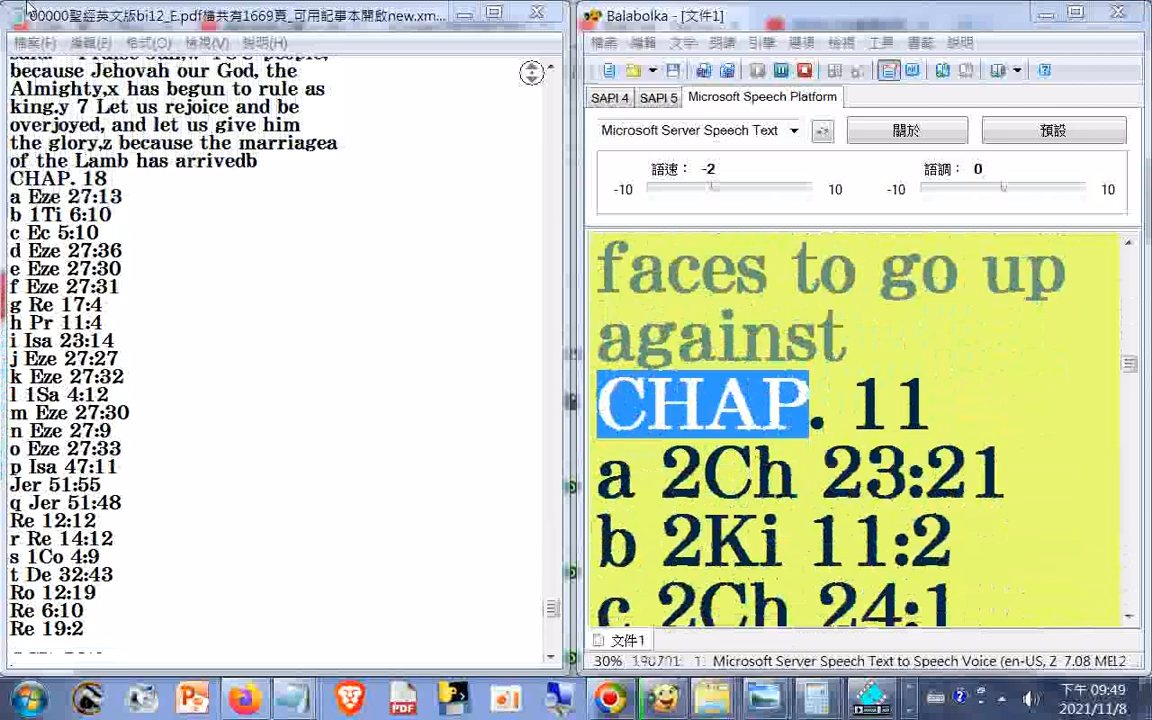 00000聖經英文版bi12_E.pdf檔共有1669頁_可用記事本開啟new.xm...
檔案(F) 編輯(E) 格式(O) 檢視(V) 說明(H)
because Jehovah our God, the
Almighty,x has begun to rule as
king.y 7 Let us rejoice and be
overjoyed, and let us give him
the glory,z because the marriagea
of the Lamb has arrivedb
CHAP. 18
a Eze 27:13
b 1Ti 6:10
c Ec 5:10
d Eze 27:36
e Eze 27:30
f Eze 27:31
g Re 17:4
h Pr 11:4
i Isa 23:14
j Eze 27:27
k Eze 27:32
l 1Sa 4:12
m Eze 27:30
n Eze 27:9
o Eze 27:33
p Isa 47:11
Jer 51:55
q Jer 51:48
Re 12:12
r Re 14:12
s 1Co 4:9
t De 32:43
Ro 12:19
Re 6:10
Re 19:2
Balabolka - [文件1]
檔案 編輯 文字 朗讀 引擎 選項 檢視 工具 書籤 說明
SAPI 4 SAPI 5 Microsoft Speech Platform
Microsoft Server Speech Text 關於 預設
語速： -2 語調： 0
-10 10 -10 10
faces to go up
against
CHAP. 11
a 2Ch 23:21
b 2Ki 11:2
c 2Ch 24:1
文件1
30% Microsoft Server Speech Text to Speech Voice (en-US, Z 7.08 ME
PDF
下午 09:49
2021/11/8